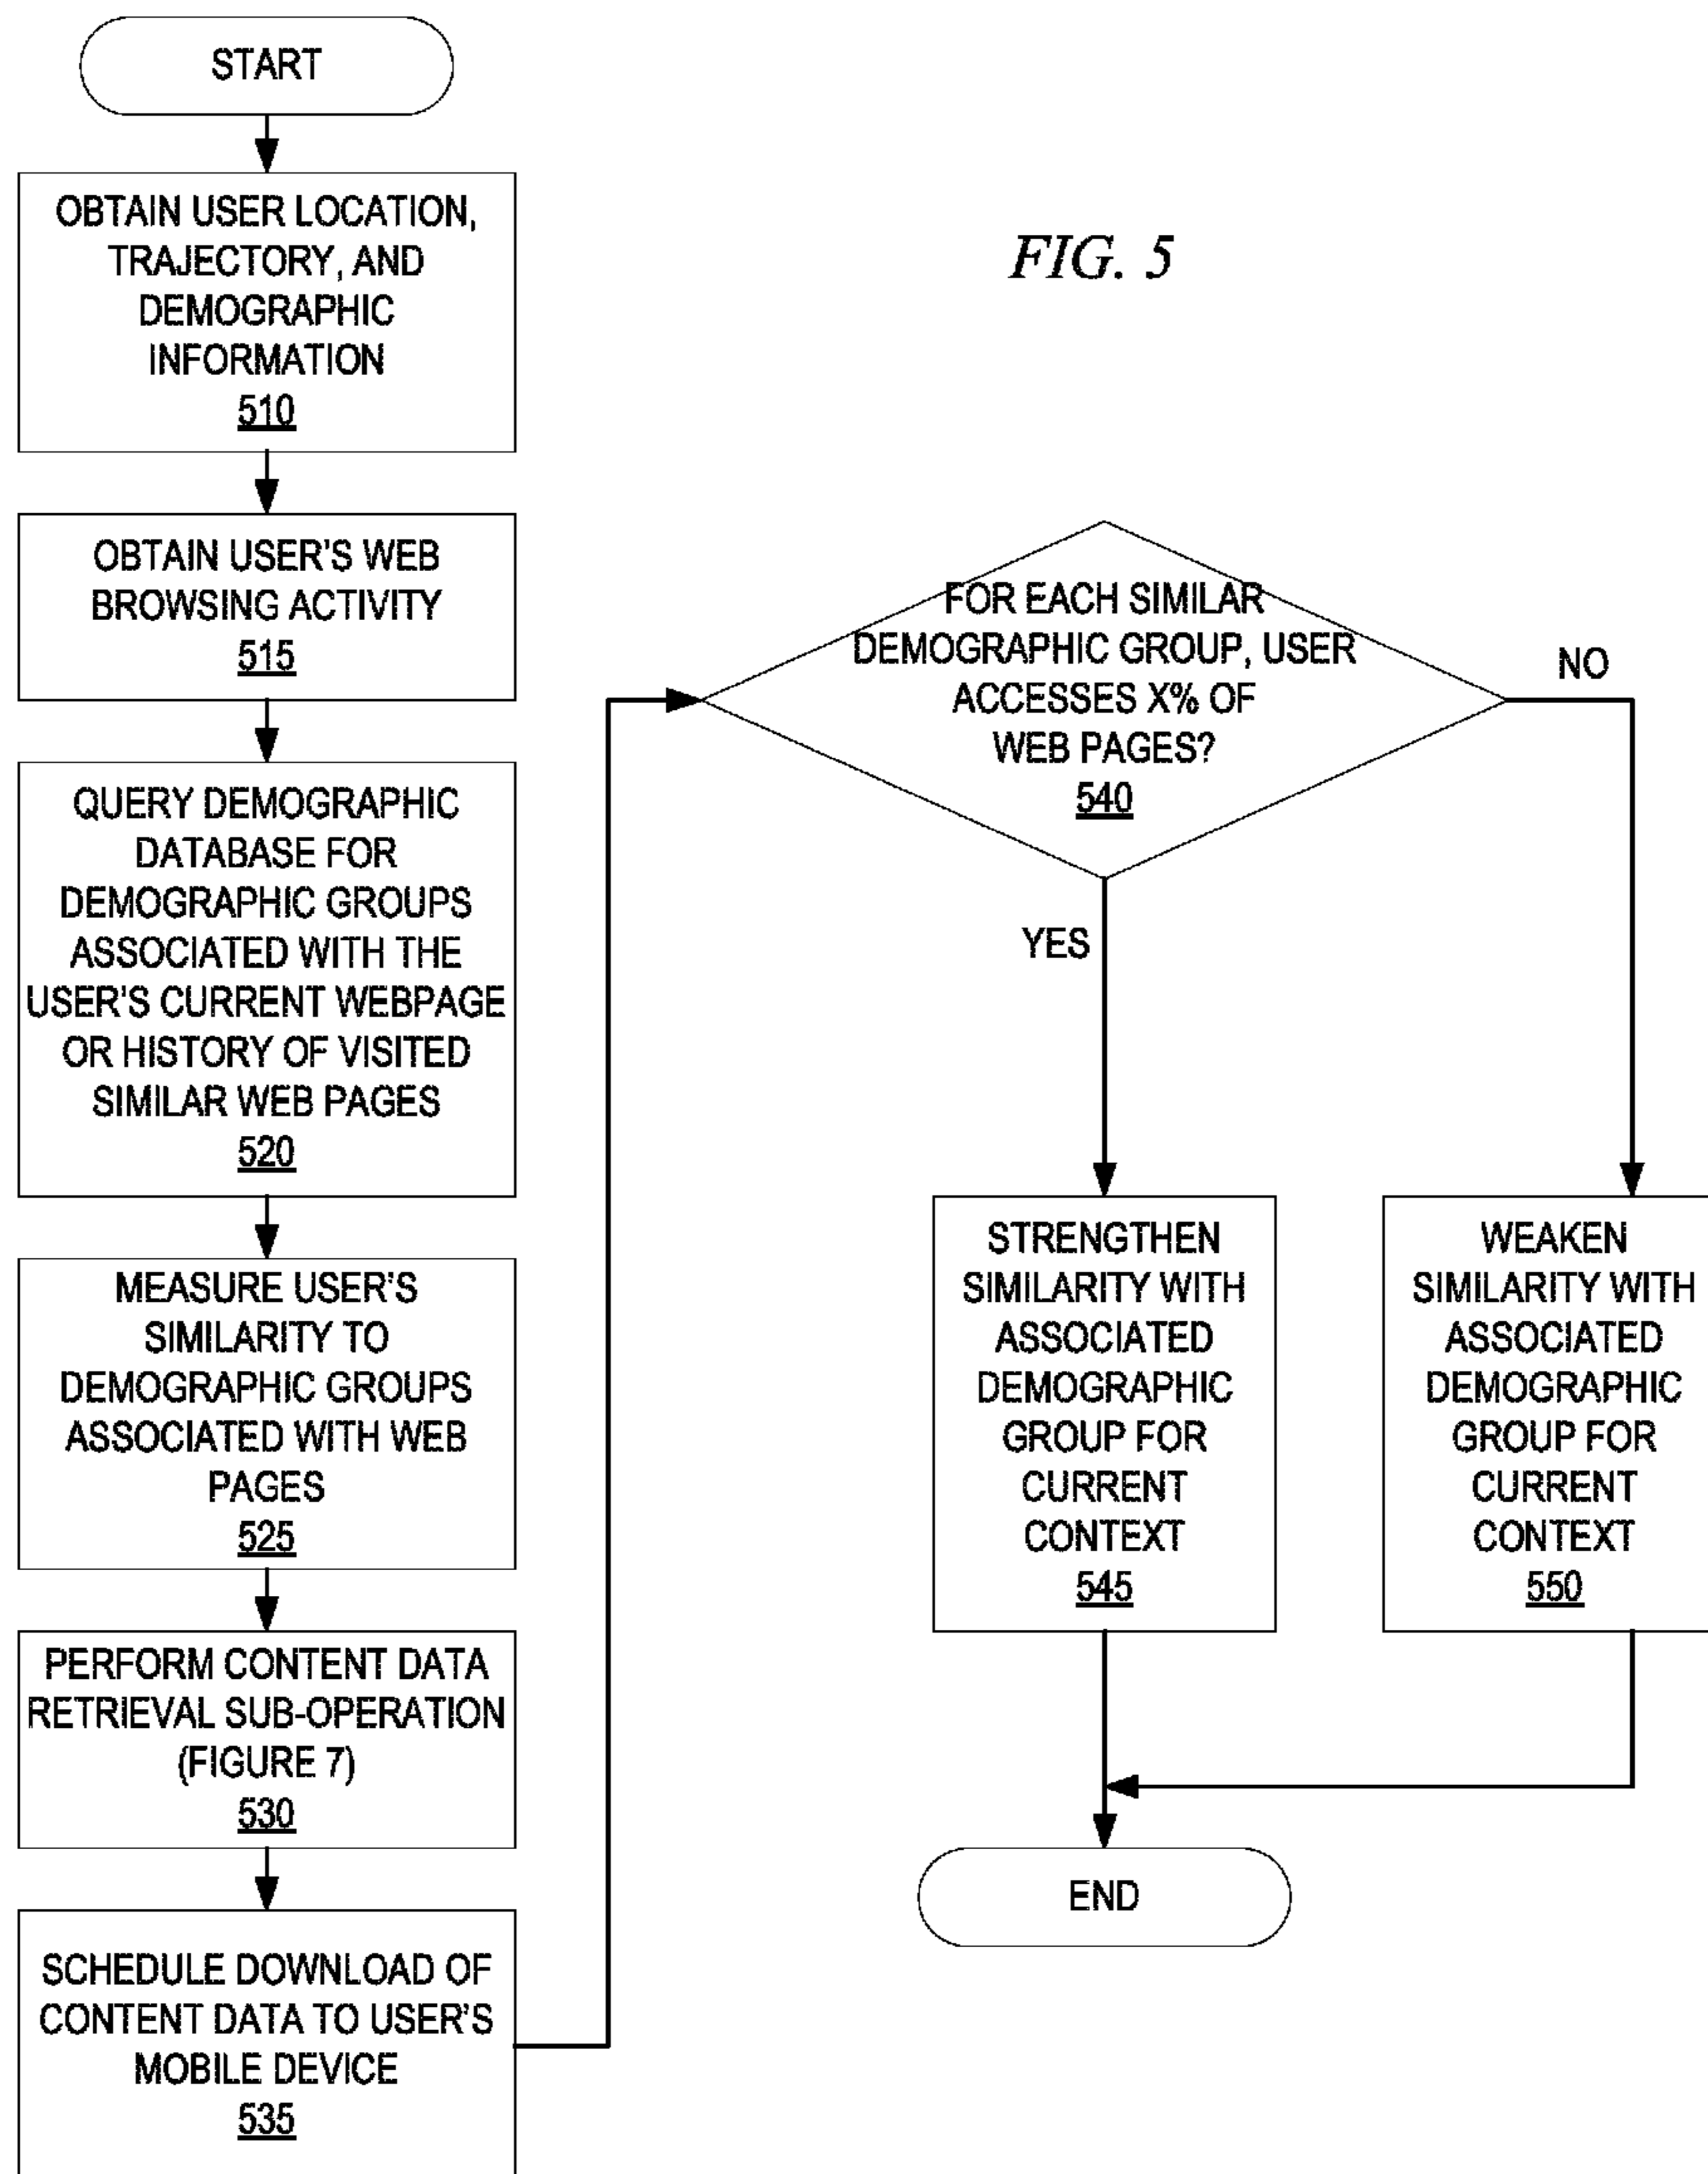 START
OBTAIN USER LOCATION,
TRAJECTORY, AND
DEMOGRAPHIC
INFORMATION
510
OBTAIN USER'S WEB
BROWSING ACTIVITY
515
QUERY DEMOGRAPHIC
DATABASE FOR
DEMOGRAPHIC GROUPS
ASSOCIATED WITH THE
USER'S CURRENT WEBPAGE
OR HISTORY OF VISITED
SIMILAR WEB PAGES
520
MEASURE USER'S
SIMILARITY TO
DEMOGRAPHIC GROUPS
ASSOCIATED WITH WEB
PAGES
525
PERFORM CONTENT DATA
RETRIEVAL SUB-OPERATION
(FIGURE 7)
530
SCHEDULE DOWNLOAD OF
CONTENT DATA TO USER'S
MOBILE DEVICE
535
FIG. 5
FOR EACH SIMILAR
DEMOGRAPHIC GROUP, USER
ACCESSES X% OF
WEB PAGES?
540
NO
YES
STRENGTHEN
SIMILARITY WITH
ASSOCIATED
DEMOGRAPHIC
GROUP FOR
CURRENT
CONTEXT
545
WEAKEN
SIMILARITY WITH
ASSOCIATED
DEMOGRAPHIC
GROUP FOR
CURRENT
CONTEXT
550
END